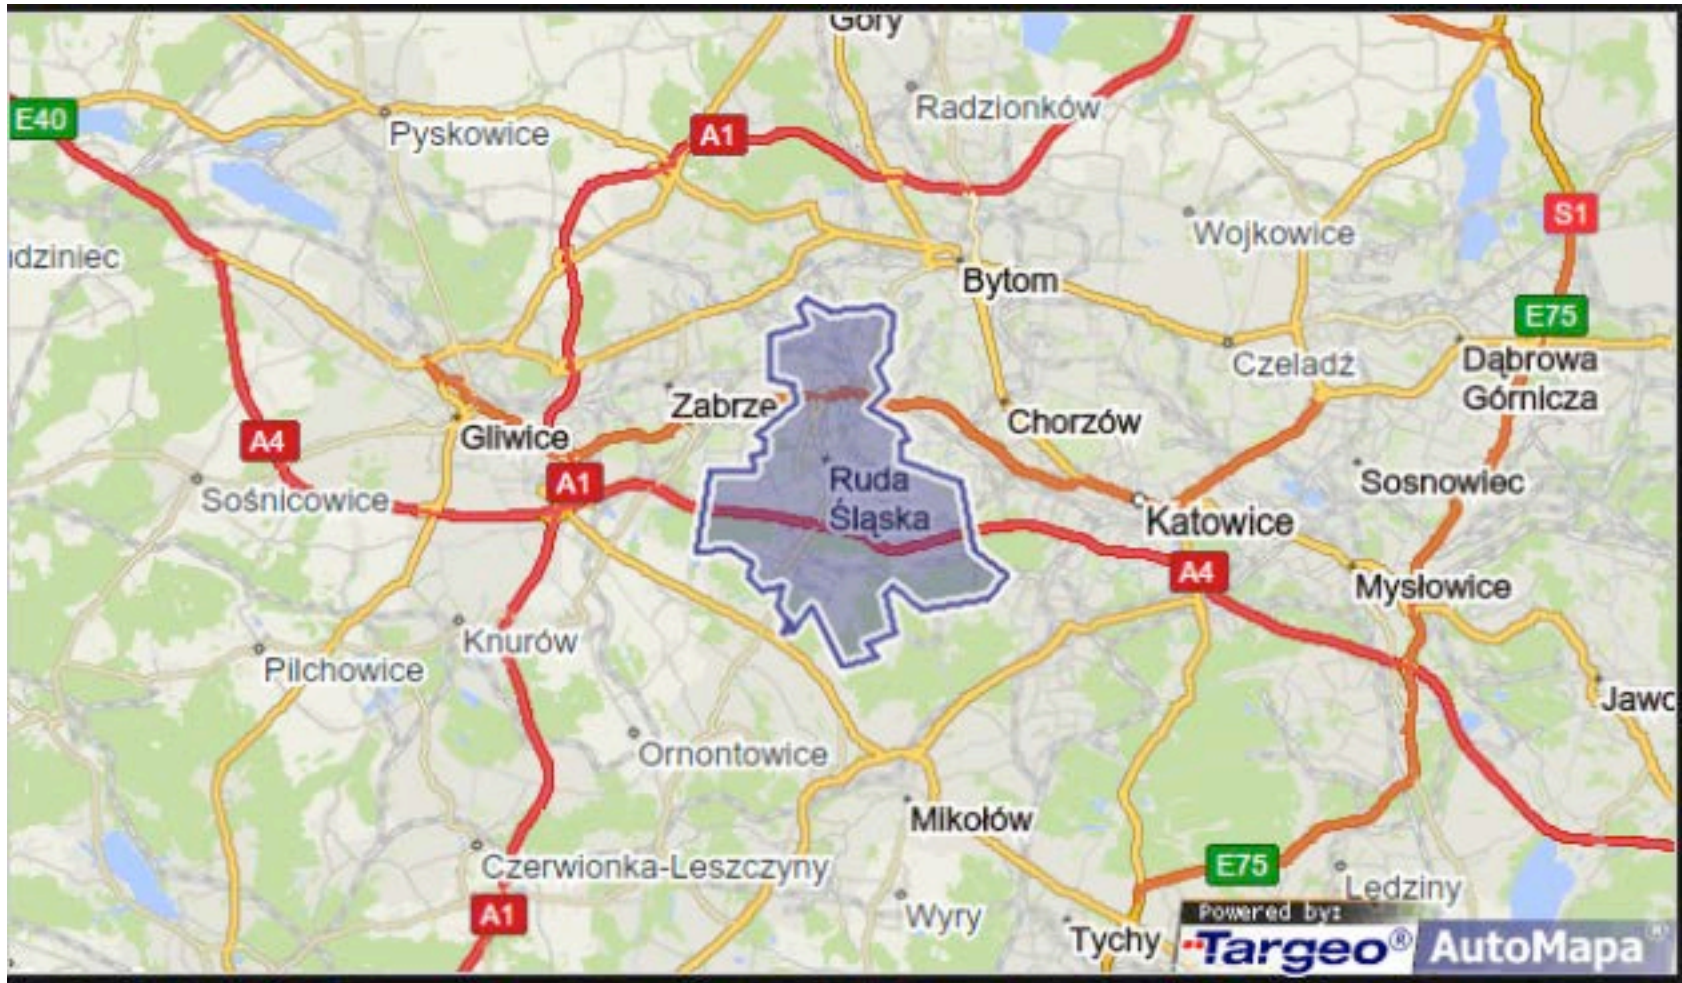 Góry
Radzionków
E40
Pyskowice
A1
S1
Wojkowice
dziniec
Bytom
E75
Czeladź
Dąbrowa
Górnicza
Zabrze
Chorzów
A4
Gliwice
A1
Ruda
Śląska
Sosnowiec
Sośnicowice
Katowice
A4
Mysłowice
Knurów
Pilchowice
Jawo
Ornontowice
Mikołów
Czerwionka-Leszczyny
E75
Lędziny
A1
Wyry
Powered by:
Tychy
Targeo® AutoMapa®